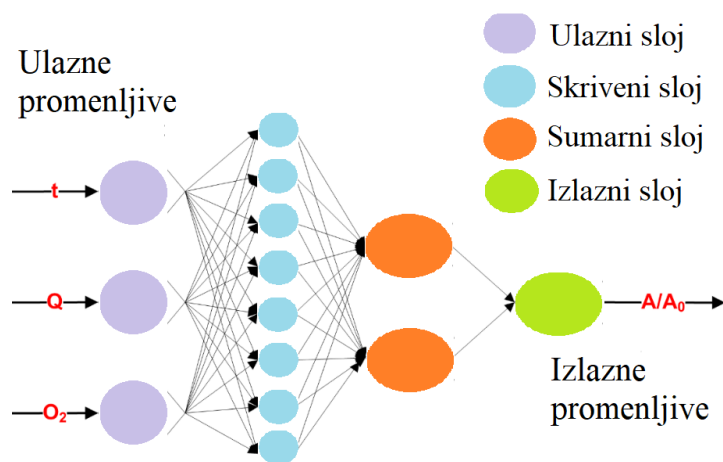 Ulazne
promenljive
Ulazni sloj
Skriveni sloj
Sumarni sloj
Izlazni sloj
t
Q
O₂
A/A₀
Izlazne
promenljive